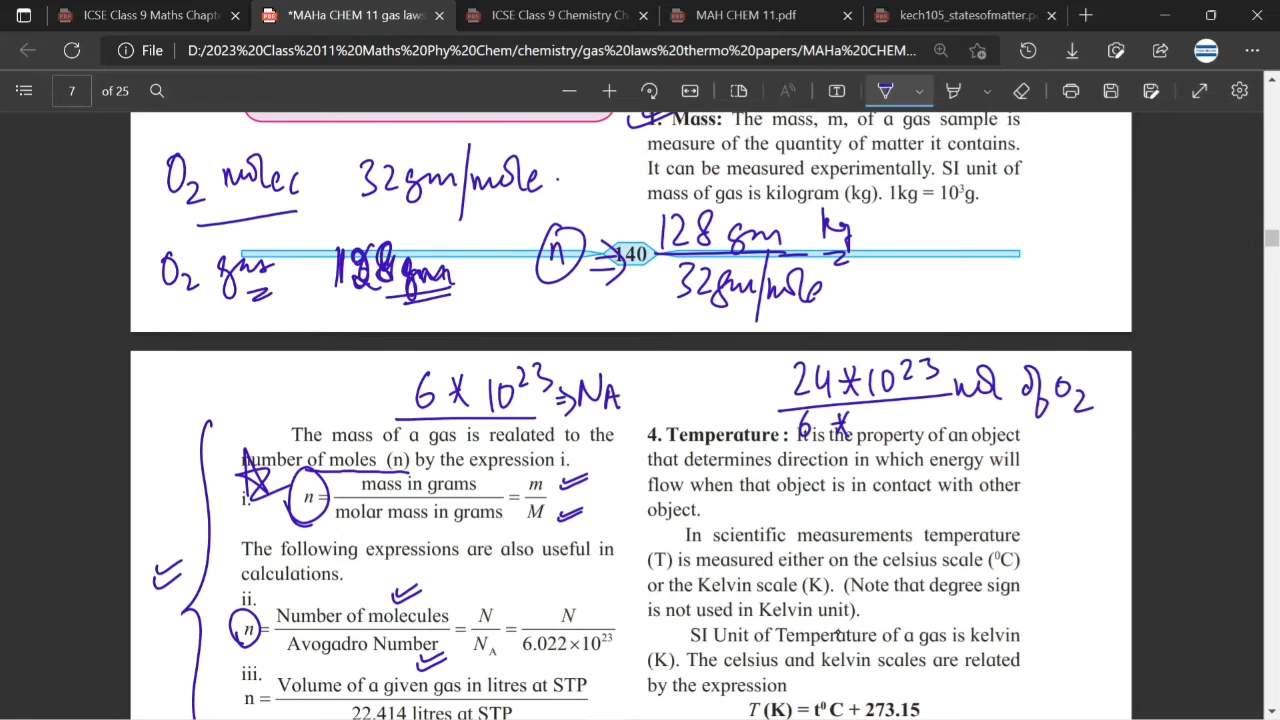 ICSE Class 9 Maths Chapt
*MAHa CHEM 11 gas laws
ICSE Class 9 Chemistry Ch
MAH CHEM 11.pdf
kech105_statesofmatter.p
File
D:/2023%20Class%2011%20Maths%20Phy%20Chem/chemistry/gas%20laws%20thermo%20papers/MAHa%20CHEM...
7 of 25
1. Mass: The mass, m, of a gas sample is
measure of the quantity of matter it contains.
It can be measured experimentally. SI unit of
mass of gas is kilogram (kg). 1kg = 10³g.
O2 molec 32gm/mole.
O2 gas 128 gm
n ⇒ 128 gm kg
32gm/mole
140
6 * 10^23 ⇒ NA
The mass of a gas is realated to the
number of moles (n) by the expression i.
i. n = mass in grams / molar mass in grams = m / M
The following expressions are also useful in
calculations.
ii.
n = Number of molecules / Avogadro Number = N / N_A = N / 6.022×10^23
iii.
n = Volume of a given gas in litres at STP / 22.414 litres at STP
24 * 10^23 of O2
6 *
4. Temperature : It is the property of an object
that determines direction in which energy will
flow when that object is in contact with other
object.
In scientific measurements temperature
(T) is measured either on the celsius scale (⁰C)
or the Kelvin scale (K). (Note that degree sign
is not used in Kelvin unit).
SI Unit of Temperature of a gas is kelvin
(K). The celsius and kelvin scales are related
by the expression
T (K) = t⁰ C + 273.15